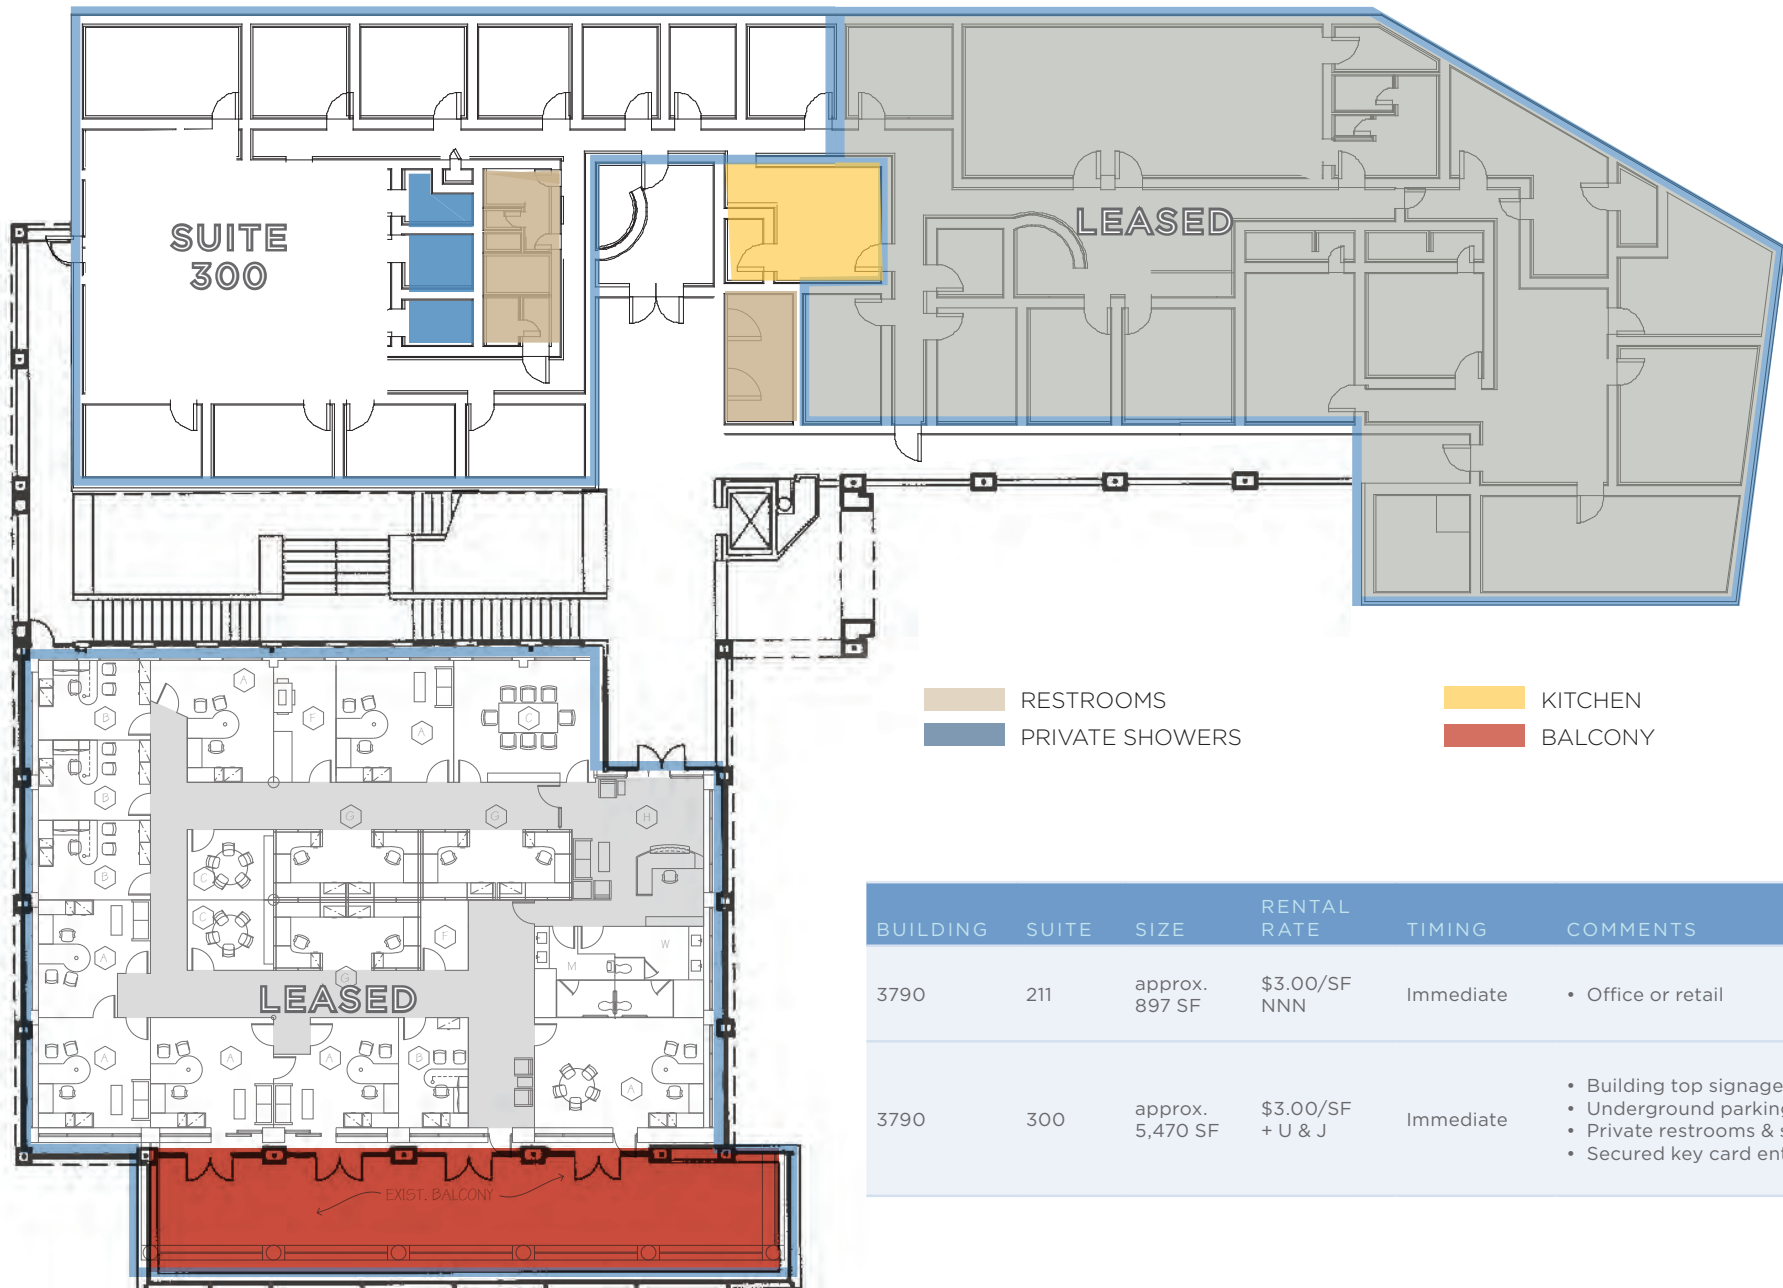 SUITE
300
LEASED
RESTROOMS
PRIVATE SHOWERS
KITCHEN
BALCONY
A
F
A
C
B
B
B
G
G
H
C
C
F
W
M
A
G
LEASED
A
A
A
B
A
EXIST. BALCONY
BUILDING SUITE SIZE RENTAL RATE TIMING COMMENTS
3790 211 approx. 897 SF $3.00/SF NNN Immediate • Office or retail
3790 300 approx. 5,470 SF $3.00/SF + U & J Immediate
• Building top signage
• Underground parking
• Private restrooms & s
• Secured key card ent